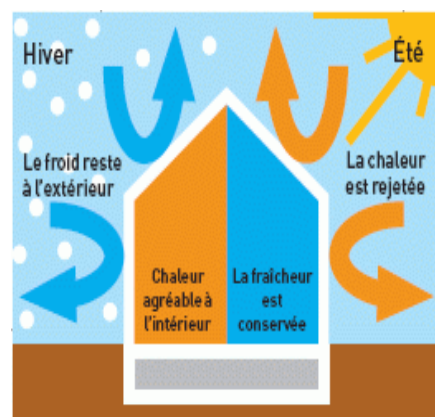 Hiver
Été
Le froid reste
à l'extérieur
La chaleur
est rejetée
Chaleur
agréable à
l'intérieur
La fraîcheur
est
conservée